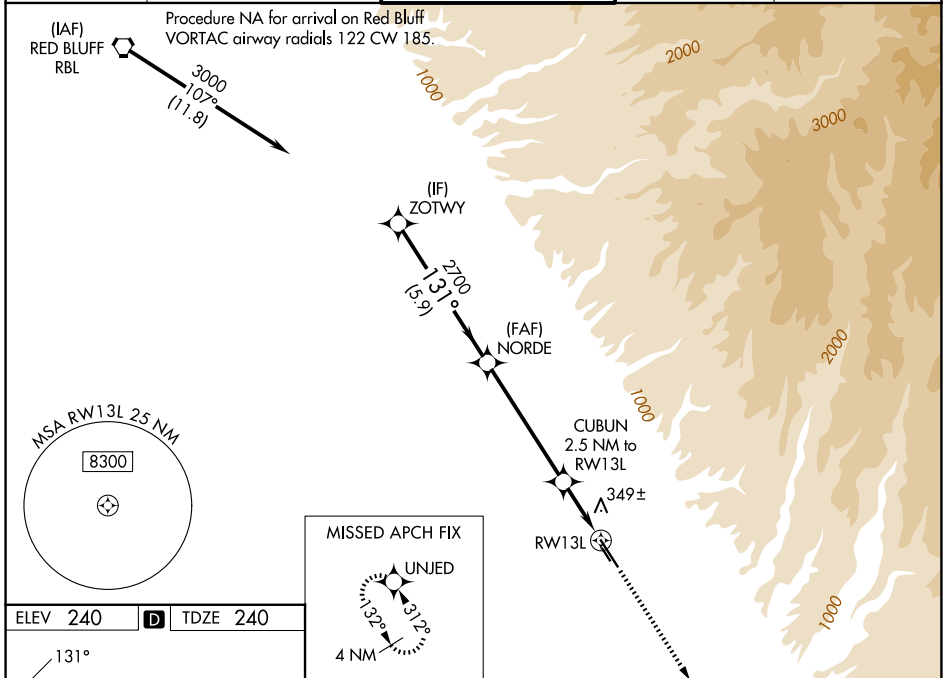 (IAF)
RED BLUFF
RBL
Procedure NA for arrival on Red Bluff
VORTAC airway radials 122 CW 185.
3000
107°
(11.8)
1000
2000
3000
(IF)
ZOTWY
2700
131°
(5.9)
(FAF)
NORDE
2000
1000
MSA RW13L 25 NM
8300
CUBUN
2.5 NM to
RW13L
349±
RW13L
MISSED APCH FIX
UNJED
132°
312°
4 NM
1000
ELEV 240 D TDZE 240
131°